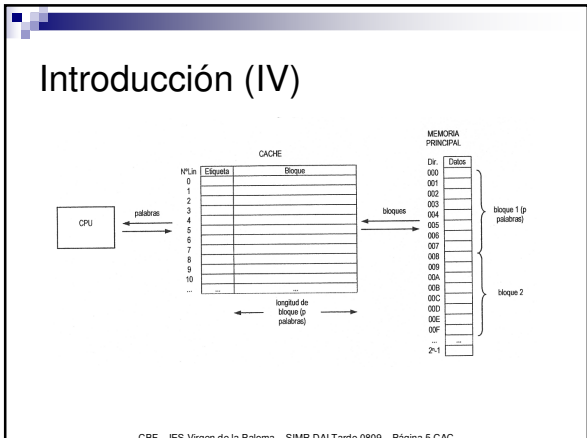 Introducción (IV)
CACHE
MEMORIA
PRINCIPAL
NºLin Etiqueta Bloque
0
1
2
3
4
5
6
7
8
9
10
... ... ...
CPU
palabras
bloques
longitud de
bloque (p
palabras)
Dir. Datos
000
001
002
003
004
005
006
007
008
009
00A
00B
00C
00D
00E
00F
... ...
2ⁿ-1
bloque 1 (p
palabras)
bloque 2
CBE – IES Virgen de la Paloma – SIMR DAI Tarde 0809 – Página 5 CAC